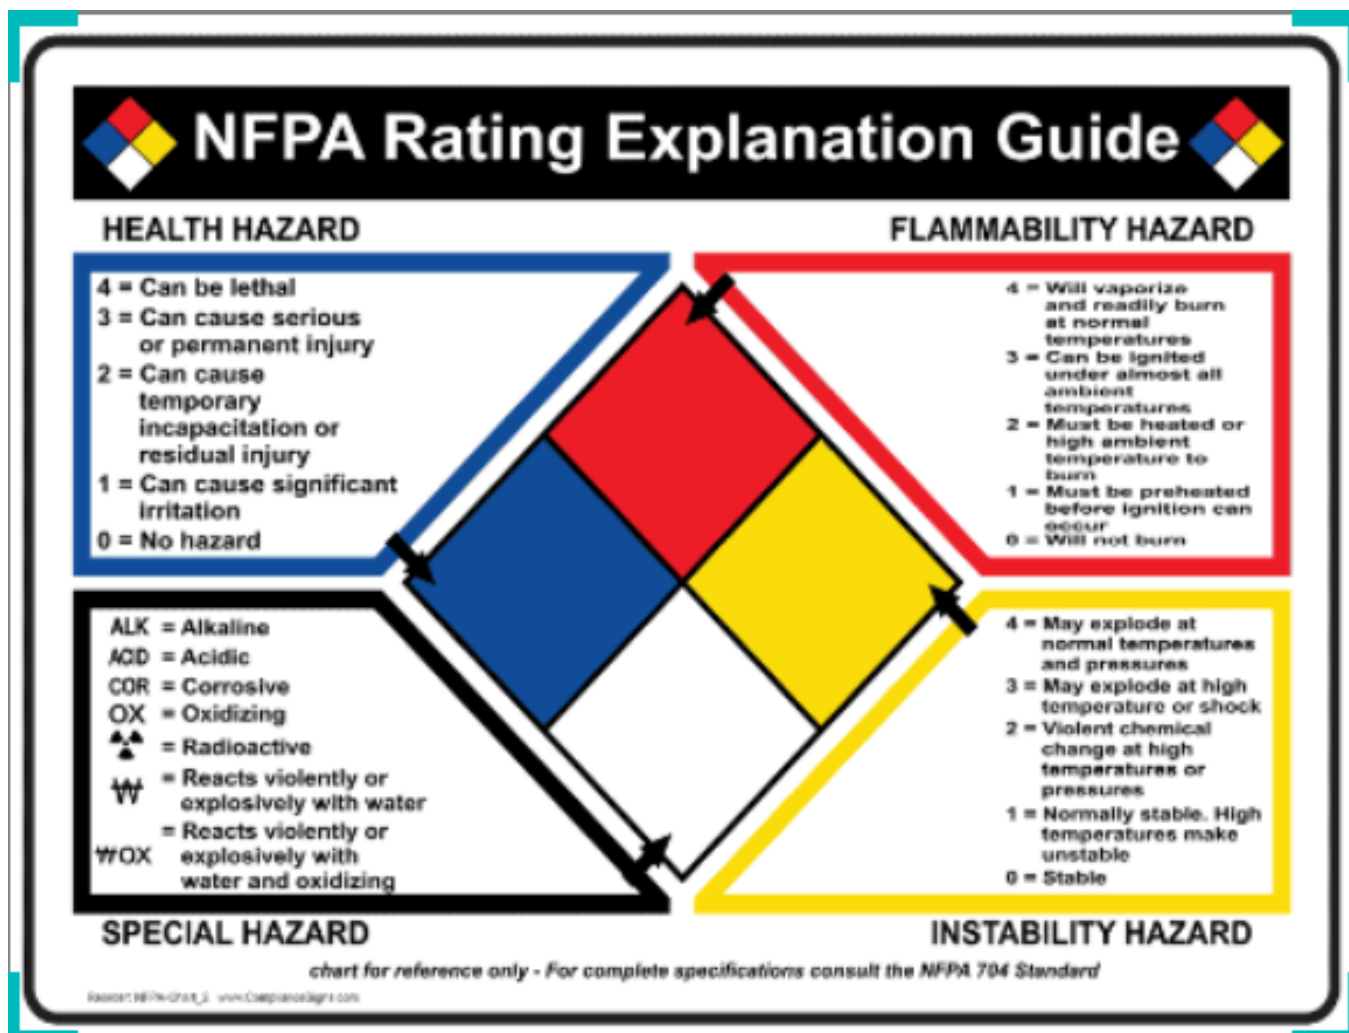 NFPA Rating Explanation Guide
HEALTH HAZARD
4 = Can be lethal
3 = Can cause serious
or permanent injury
2 = Can cause
temporary
incapacitation or
residual injury
1 = Can cause significant
irritation
0 = No hazard
FLAMMABILITY HAZARD
4 = Will vaporize
and readily burn
at normal
temperatures
3 = Can be ignited
under almost all
ambient
temperatures
2 = Must be heated or
high ambient
temperature to
burn
1 = Must be preheated
before ignition can
occur
0 = Will not burn
ALK = Alkaline
ACID = Acidic
COR = Corrosive
OX = Oxidizing
= Radioactive
W = Reacts violently or
explosively with water
= Reacts violently or
WOX explosively with
water and oxidizing
SPECIAL HAZARD
4 = May explode at
normal temperatures
and pressures
3 = May explode at high
temperature or shock
2 = Violent chemical
change at high
temperatures or
pressures
1 = Normally stable. High
temperatures make
unstable
0 = Stable
INSTABILITY HAZARD
chart for reference only - For complete specifications consult the NFPA 704 Standard
Reorder: NFPA-Chart_2 www.ComplianceSigns.com